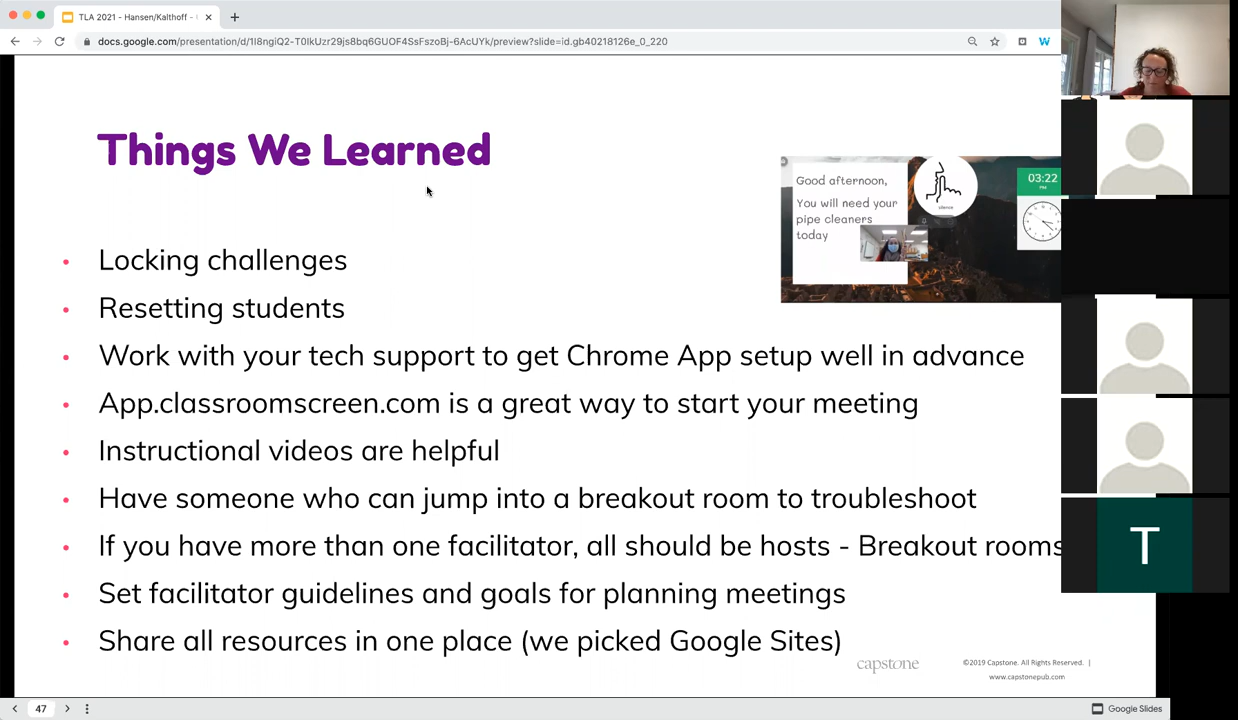 TLA 2021 - Hansen/Kalthoff -
docs.google.com/presentation/d/1I8ngiQ2-T0IkUzr29js8bq6GUOF4SsFszoBj-6AcUYk/preview?slide=id.gb40218126e_0_220
W
Things We Learned
Good afternoon,
You will need your
pipe cleaners
today
silence
03:22
PM
Locking challenges
Resetting students
Work with your tech support to get Chrome App setup well in advance
App.classroomscreen.com is a great way to start your meeting
Instructional videos are helpful
Have someone who can jump into a breakout room to troubleshoot
If you have more than one facilitator, all should be hosts - Breakout rooms
Set facilitator guidelines and goals for planning meetings
Share all resources in one place (we picked Google Sites)
T
capstone
©2019 Capstone. All Rights Reserved. |
www.capstonepub.com
47
Google Slides